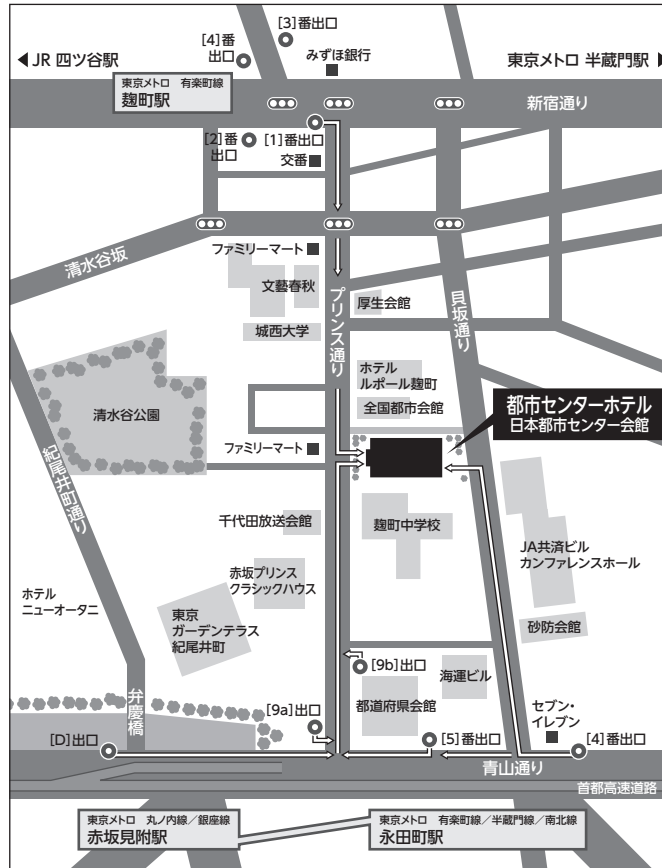 [3]番出口
[4]番
出口
◀JR 四ツ谷駅
みずほ銀行
東京メトロ 半蔵門駅▶
東京メトロ 有楽町線
麹町駅
新宿通り
[2]番
出口
[1]番出口
交番
清水谷坂
ファミリーマート
文藝春秋
プリンス通り
厚生会館
貝坂通り
城西大学
ホテル
ルポール麹町
全国都市会館
都市センターホテル
日本都市センター会館
清水谷公園
ファミリーマート
紀尾井町通り
千代田放送会館
麹町中学校
JA共済ビル
カンファレンスホール
赤坂プリンス
クラシックハウス
ホテル
ニューオータニ
東京
ガーデンテラス
紀尾井町
砂防会館
[9b]出口
海運ビル
弁慶橋
都道府県会館
[9a]出口
セブン‐
イレブン
[D]出口
[5]番出口
[4]番出口
青山通り
首都高速道路
東京メトロ 丸ノ内線／銀座線
赤坂見附駅
東京メトロ 有楽町線／半蔵門線／南北線
永田町駅